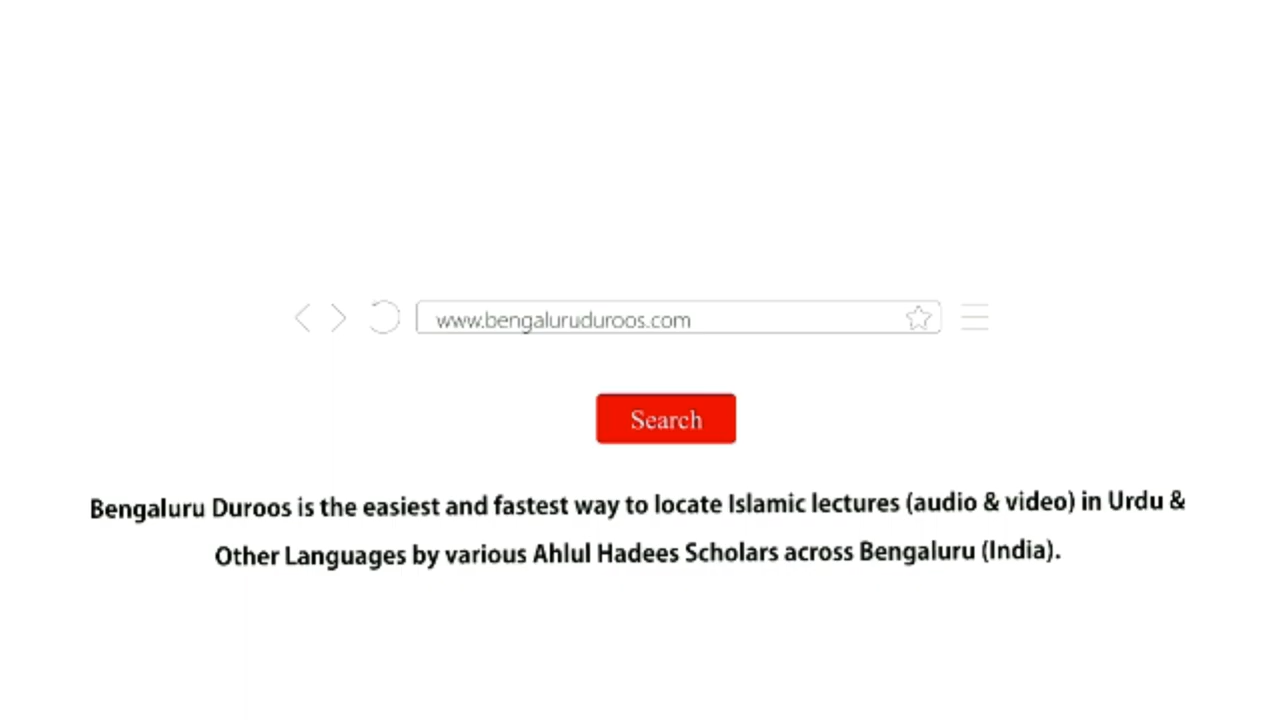 www.bengaluruduroos.com
Search
Bengaluru Duroos is the easiest and fastest way to locate Islamic lectures (audio & video) in Urdu &
Other Languages by various Ahlul Hadees Scholars across Bengaluru (India).